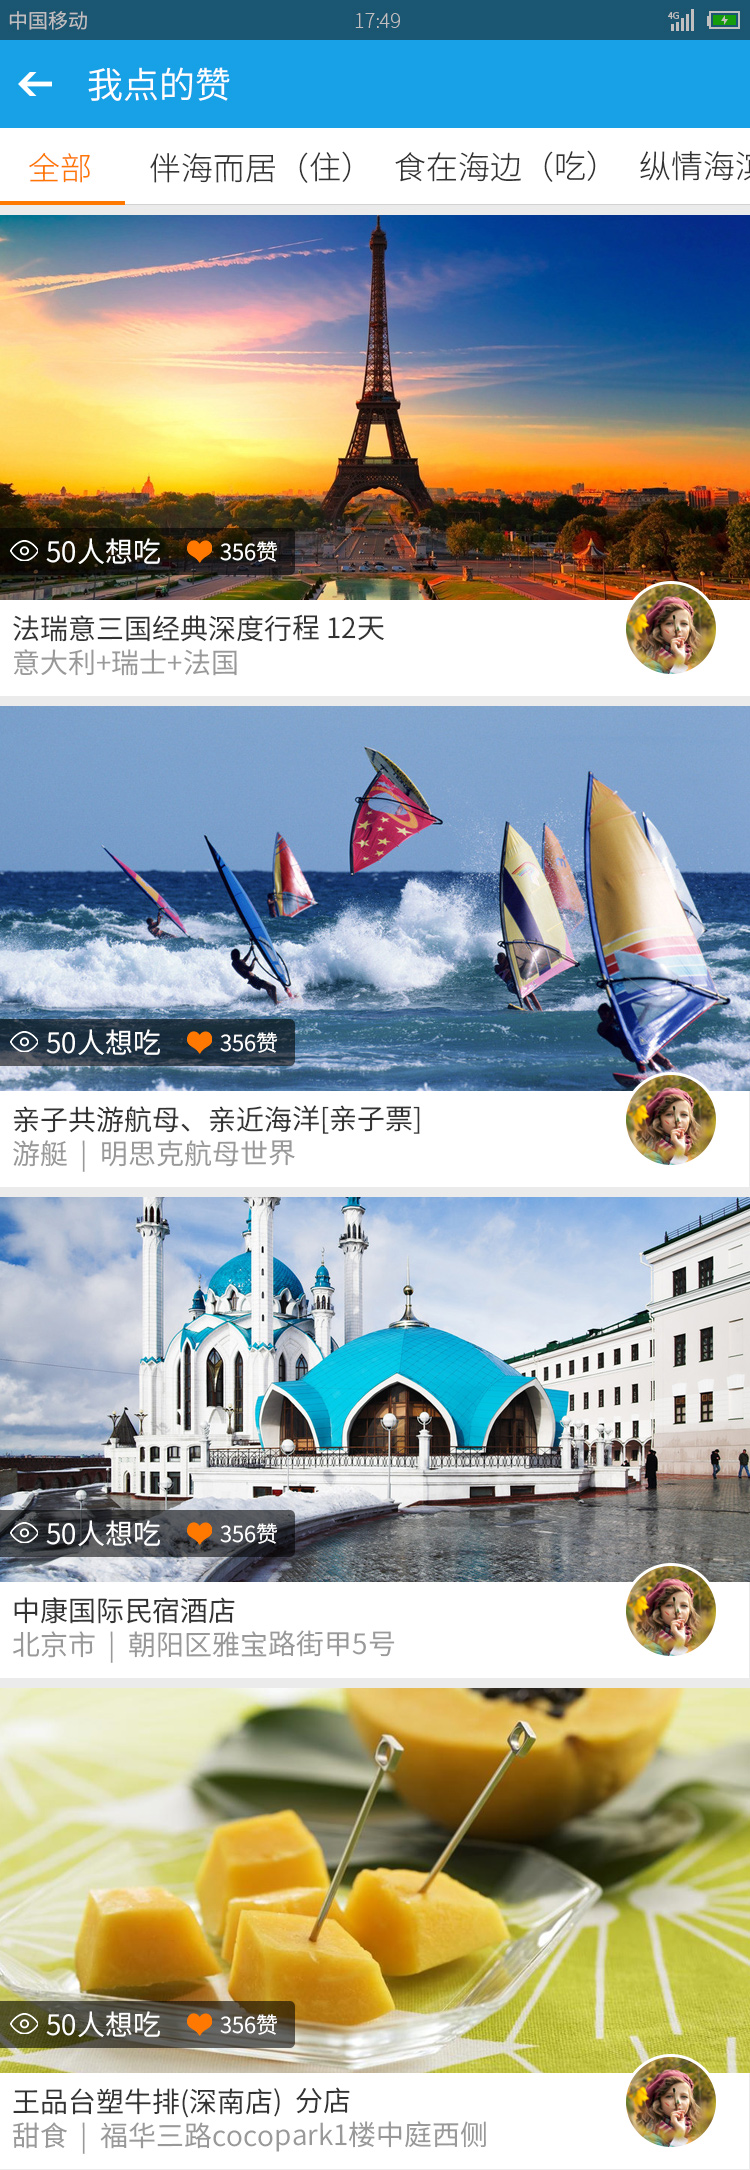 中国移动 17:49 4G
我点的赞
全部 伴海而居（住） 食在海边（吃） 纵情海滨
50人想吃 356赞
法瑞意三国经典深度行程 12天
意大利+瑞士+法国
50人想吃 356赞
亲子共游航母、亲近海洋[亲子票]
游艇 | 明思克航母世界
50人想吃 356赞
中康国际民宿酒店
北京市 | 朝阳区雅宝路街甲5号
50人想吃 356赞
王品台塑牛排(深南店) 分店
甜食 | 福华三路cocopark1楼中庭西侧